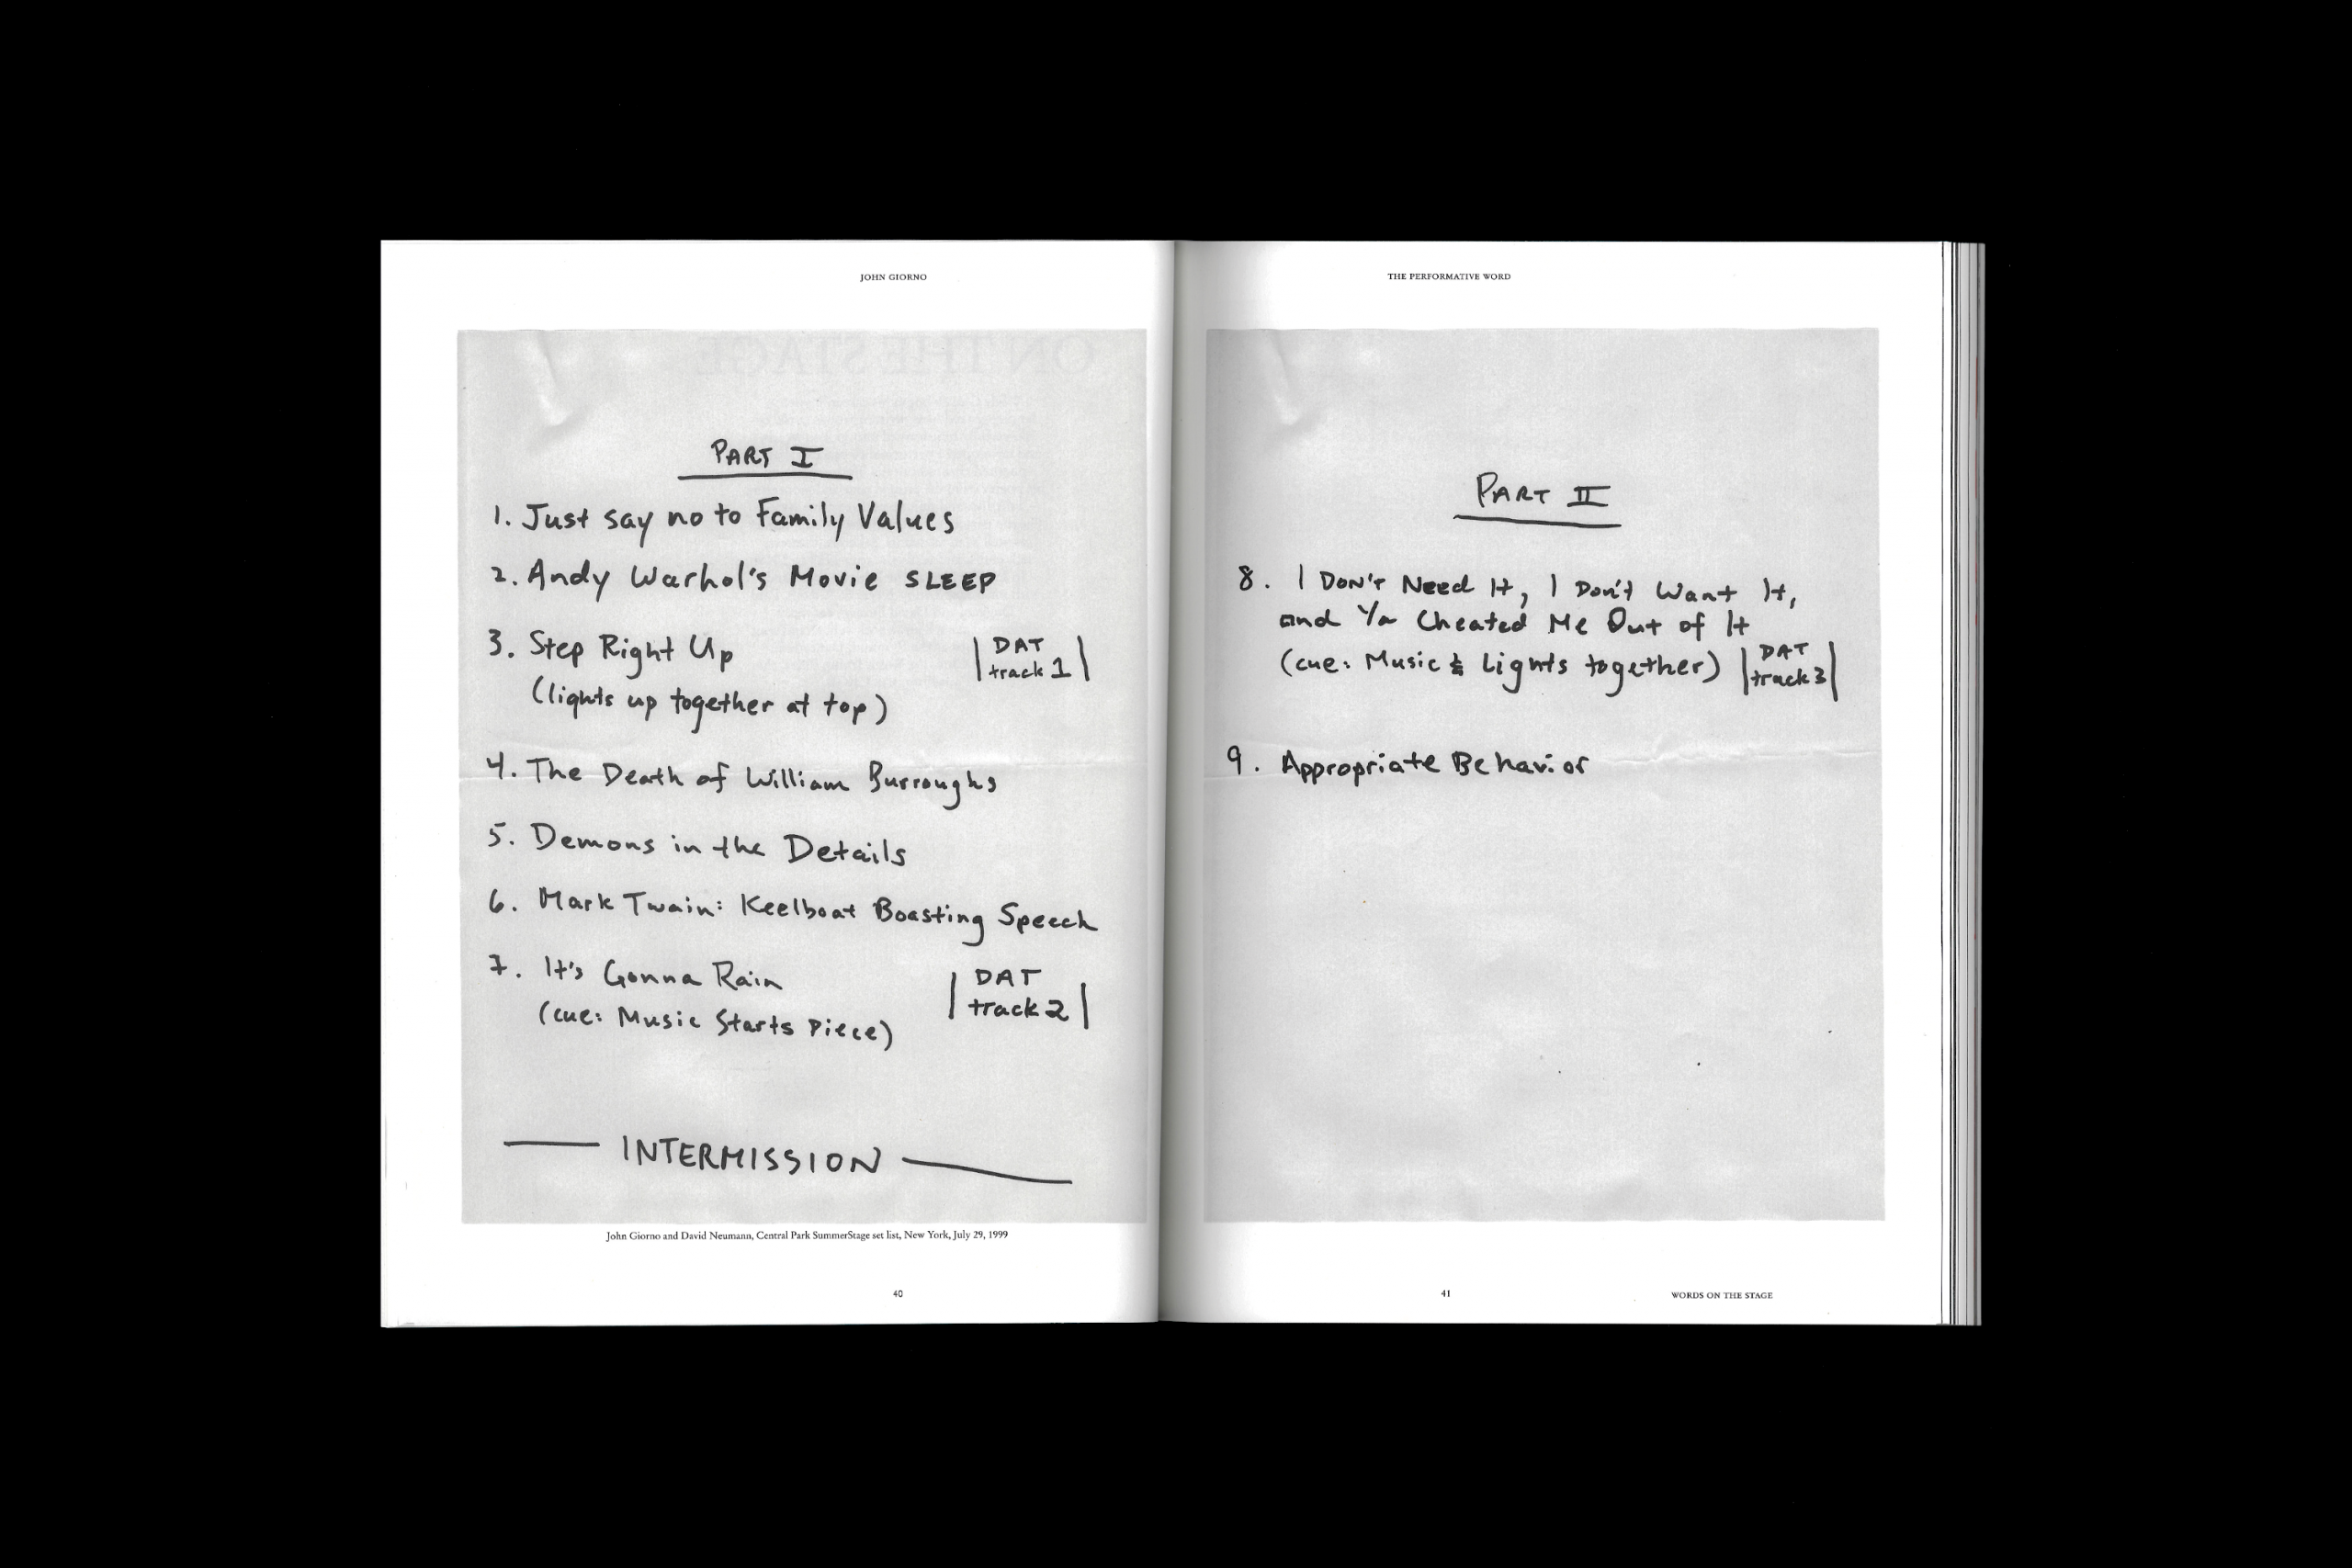 JOHN GIORNO
ON THE STAGE
PART I
1. Just say no to Family Values
2. Andy Warhol's Movie SLEEP
3. Step Right Up
(lights up together at top)
DAT
track 1
4. The Death of William Burroughs
5. Demons in the Details
6. Mark Twain: Keelboat Boasting Speech
7. It's Gonna Rain
(cue: Music Starts Piece)
DAT
track 2
INTERMISSION
John Giorno and David Neumann, Central Park SummerStage set list, New York, July 29, 1999
40
THE PERFORMATIVE WORD
PART II
8. I Don't Need It, I Don't Want It,
and Ya Cheated Me Out of It
(cue: Music & Lights together)
DAT
track 3
9. Appropriate Behavior
41
WORDS ON THE STAGE